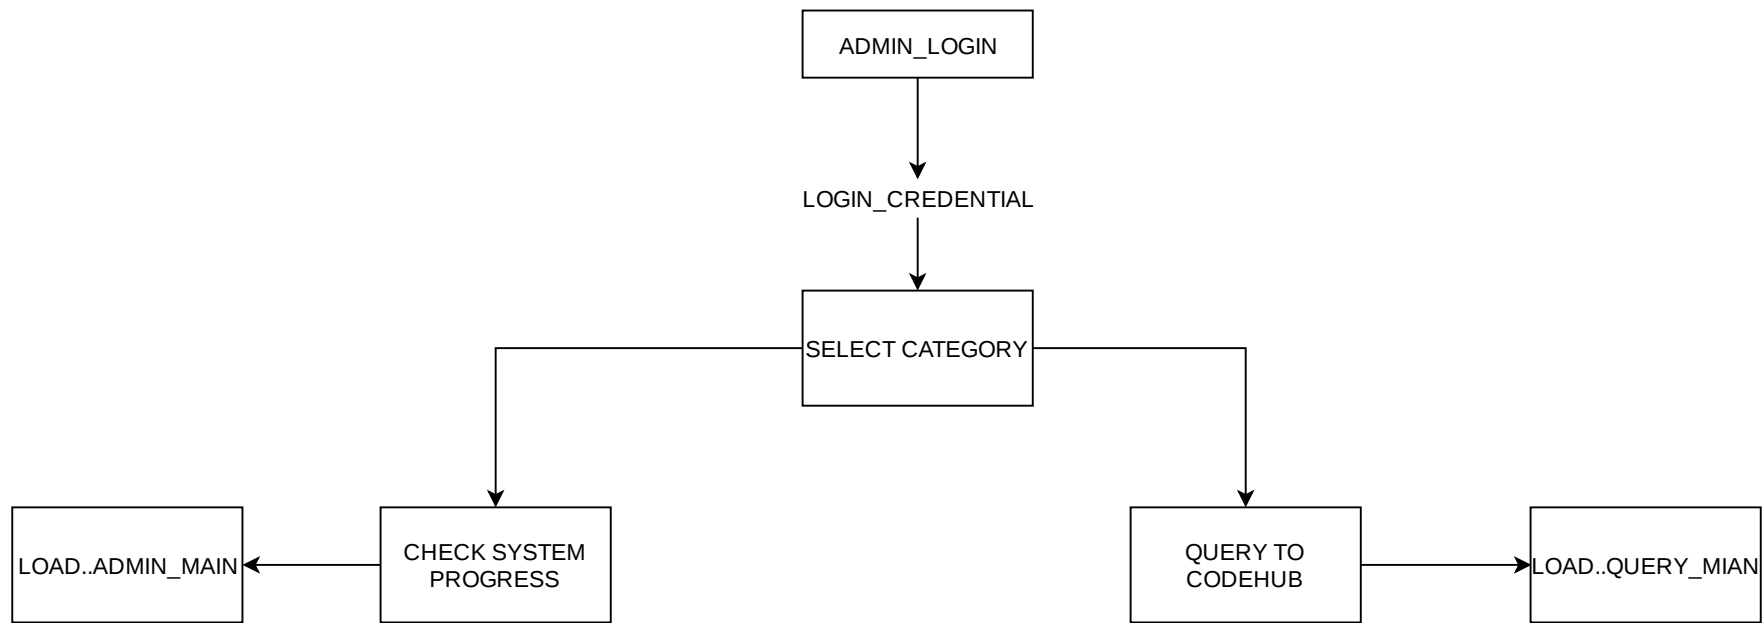 ADMIN_LOGIN
LOGIN_CREDENTIAL
SELECT CATEGORY
LOAD..ADMIN_MAIN
CHECK SYSTEM
PROGRESS
QUERY TO
CODEHUB
LOAD..QUERY_MIAN